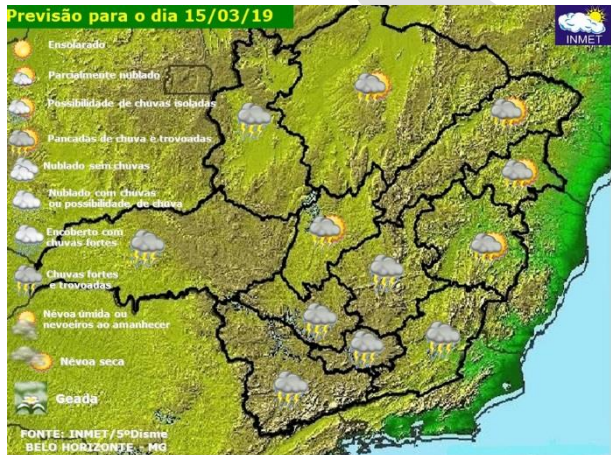 Previsão para o dia 15/03/19
INMET
Ensolarado
Parcialmente nublado
Possibilidade de chuvas isoladas
Pancadas de chuva e trovoadas
Nublado sem chuvas
Nublado com chuvas
ou possibilidade de chuva
Encoberto com
chuvas fortes
Chuvas fortes
e trovoadas
Névoa úmida ou
nevoeiros ao amanhecer
Névoa seca
Geada
FONTE: INMET/5ºDisme
BELO HORIZONTE - MG